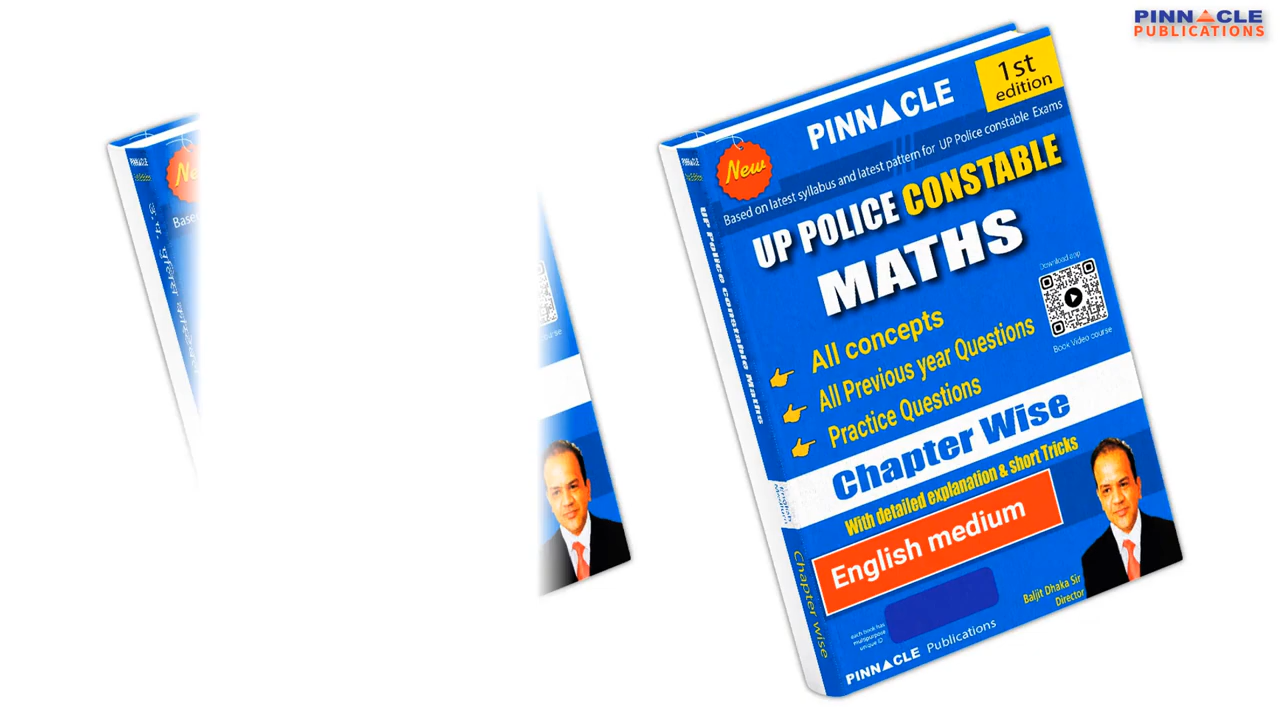 PINNACLE
PUBLICATIONS
PINNACLE
New
Base
उ. प्र. पुलिस कांस्टेबल
PINNACLE
1st
edition
PINNACLE
New
Based on latest syllabus and latest pattern for UP Police constable Exams
UP POLICE CONSTABLE
MATHS
UP Police Constable Maths
Download app
Book Video course
All concepts
All Previous year Questions
Practice Questions
Chapter Wise
With detailed explanation & short Tricks
English medium
English
Medium
Chapter wise
Baljit Dhaka Sir
Director
each book has
multipurpose
unique ID
PINNACLE Publications